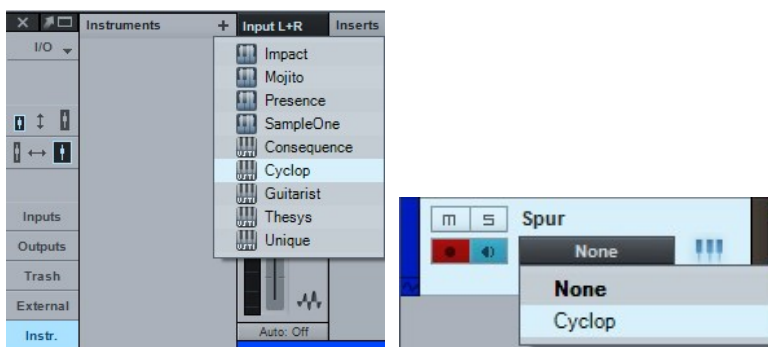 Instruments + Input L+R Inserts
I/O
Impact
Mojito
Presence
SampleOne
Consequence
Cyclop
Guitarist
Thesys
Unique
Inputs
Outputs
Trash
External
Instr.
Auto: Off
m S Spur
None
None
Cyclop